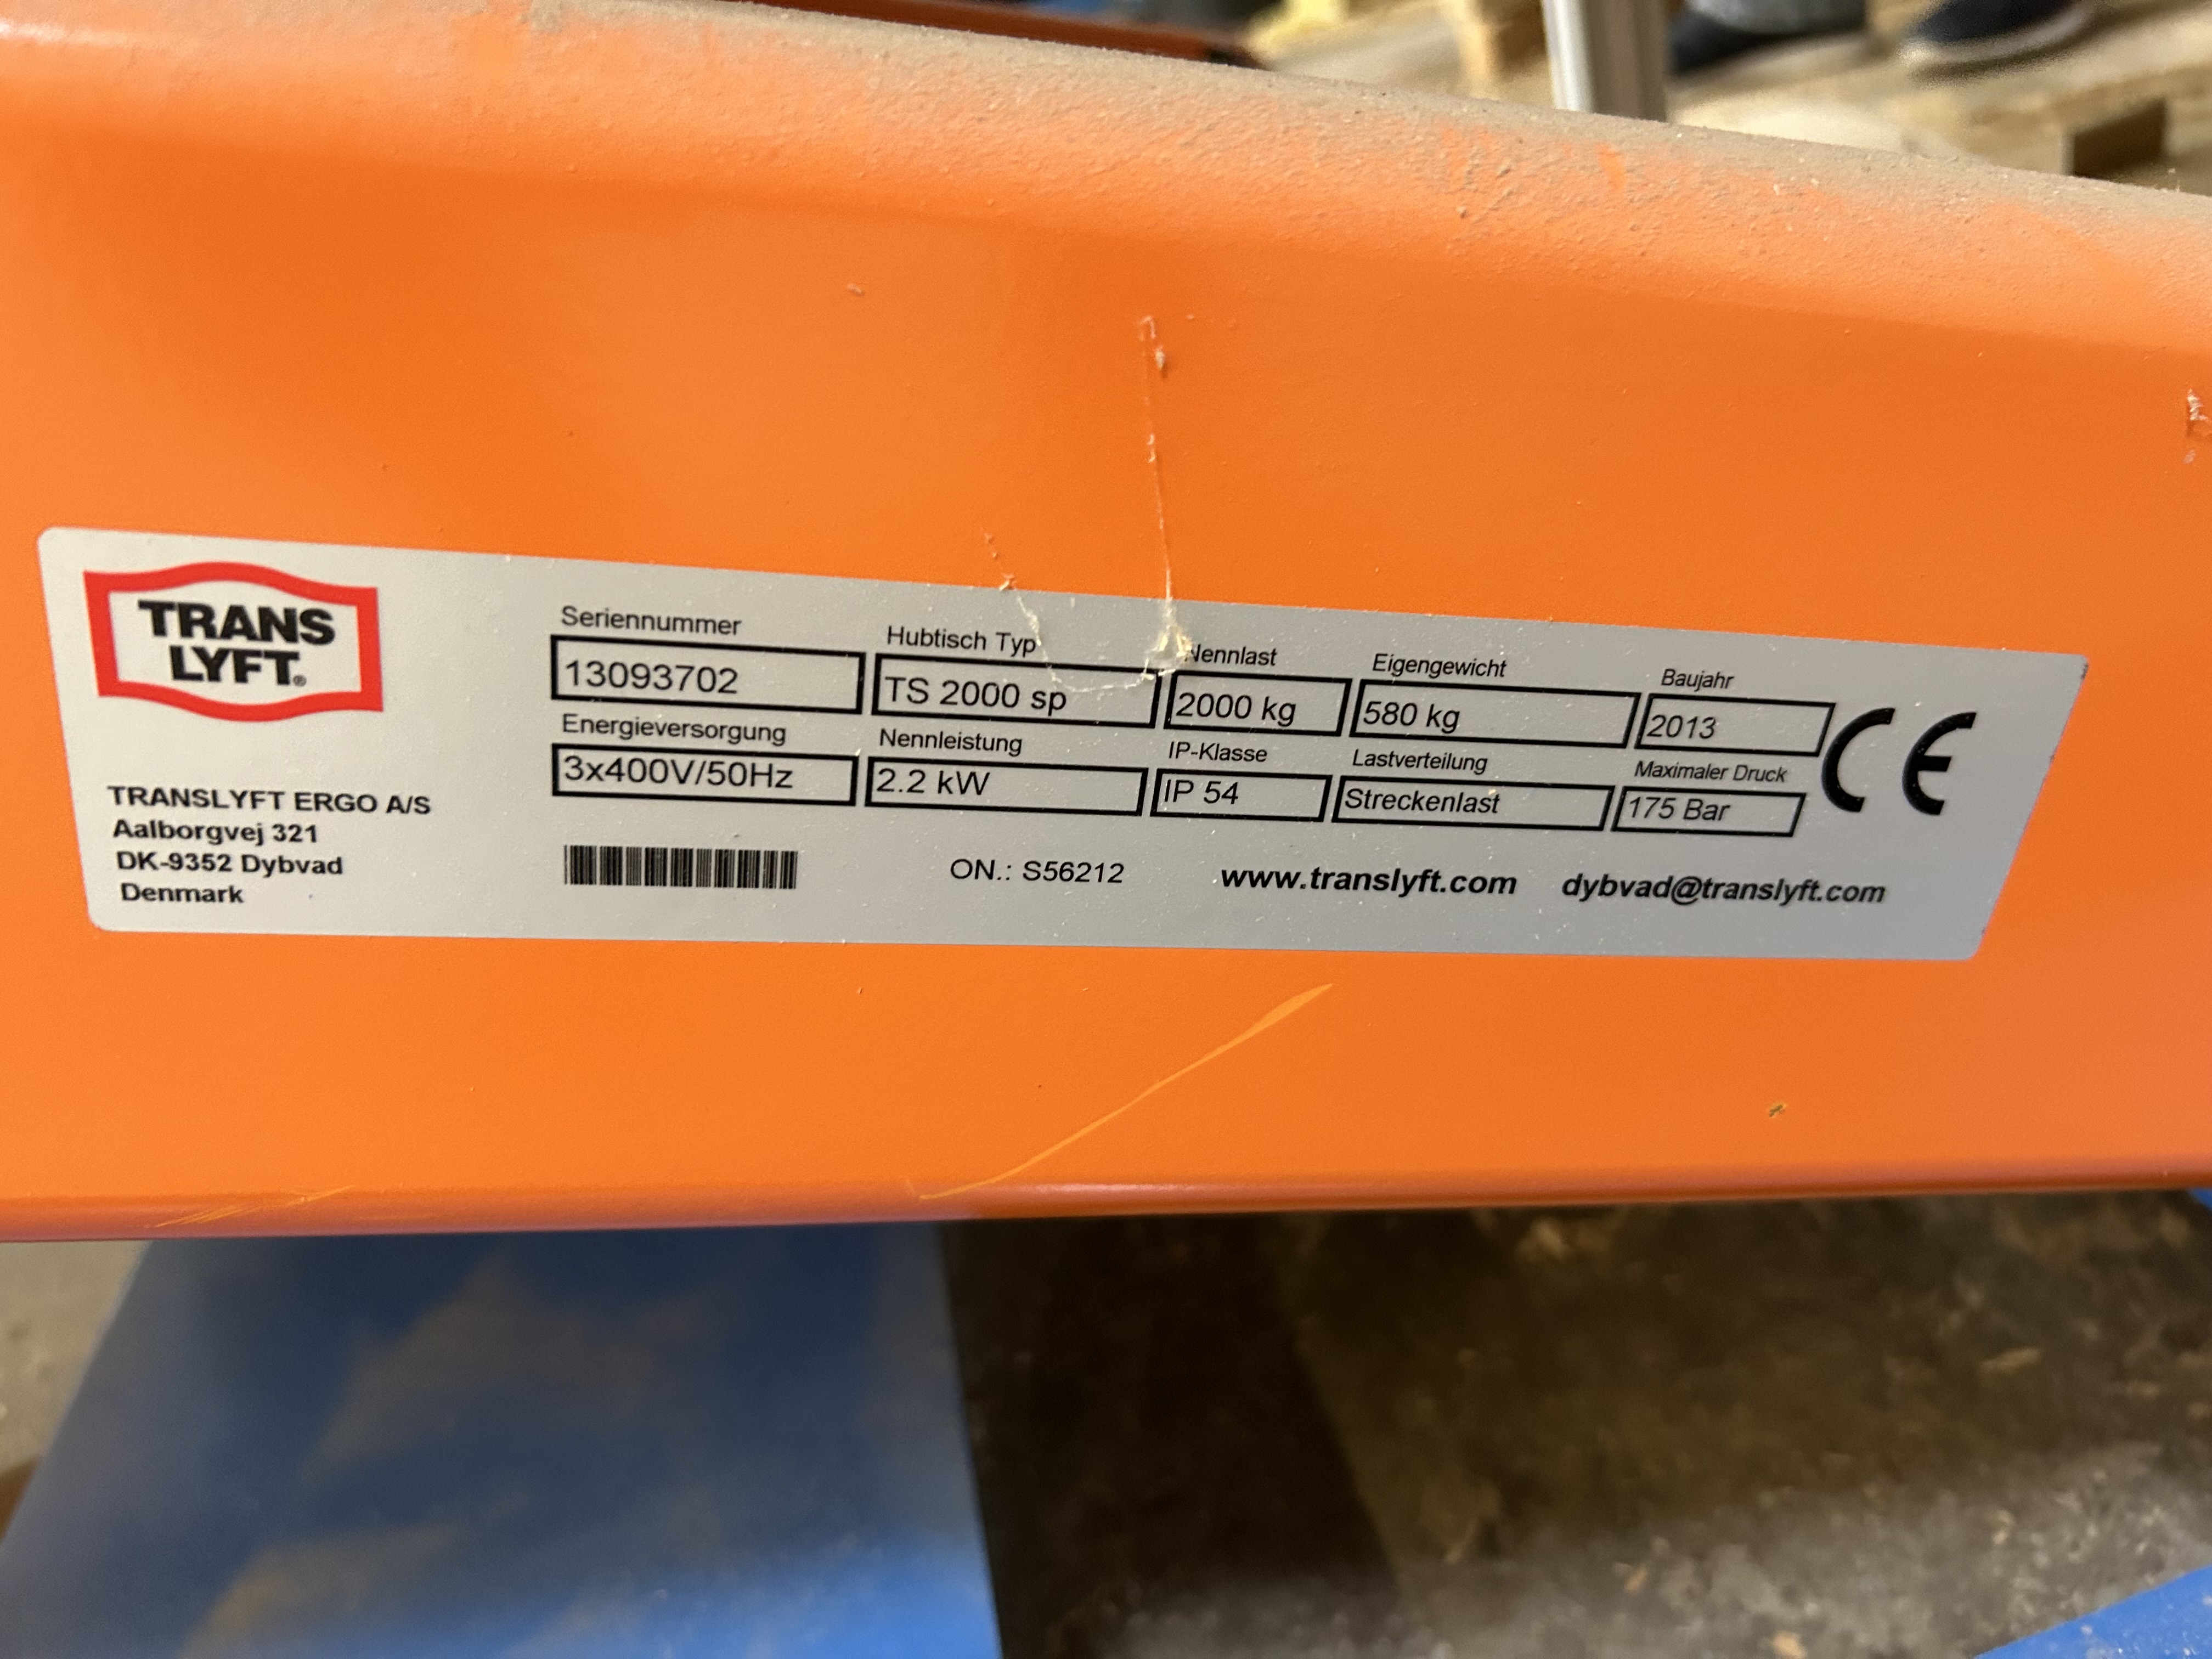 TRANS
LYFT®
TRANSLYFT ERGO A/S
Aalborgvej 321
DK-9352 Dybvad
Denmark
Seriennummer Hubtisch Typ Nennlast Eigengewicht Baujahr
13093702 TS 2000 sp 2000 kg 580 kg 2013
Energieversorgung Nennleistung IP-Klasse Lastverteilung Maximaler Druck
3x400V/50Hz 2.2 kW IP 54 Streckenlast 175 Bar
CE
ON.: S56212 www.translyft.com dybvad@translyft.com